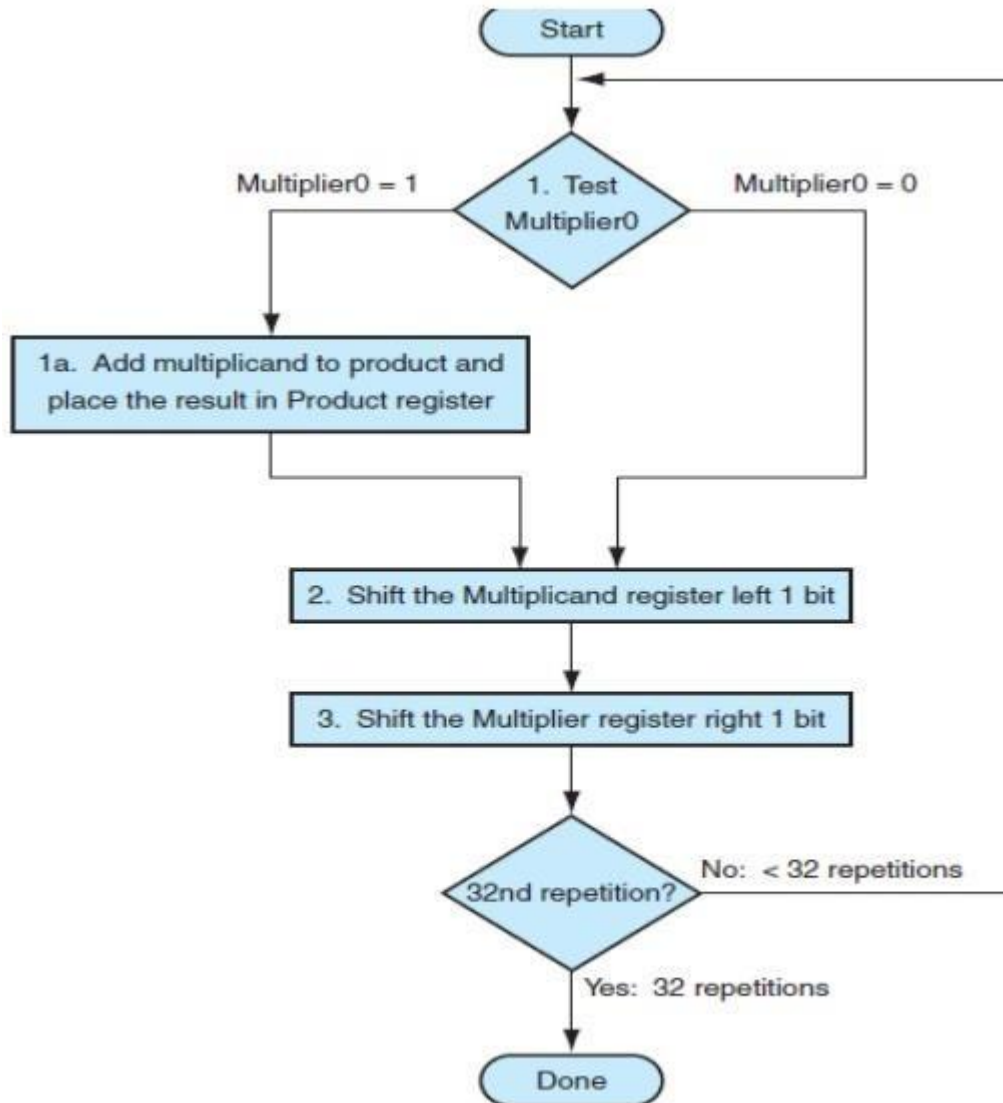 Start
Multiplier0 = 1
1. Test
Multiplier0
Multiplier0 = 0
1a. Add multiplicand to product and
place the result in Product register
2. Shift the Multiplicand register left 1 bit
3. Shift the Multiplier register right 1 bit
32nd repetition?
No: < 32 repetitions
Yes: 32 repetitions
Done